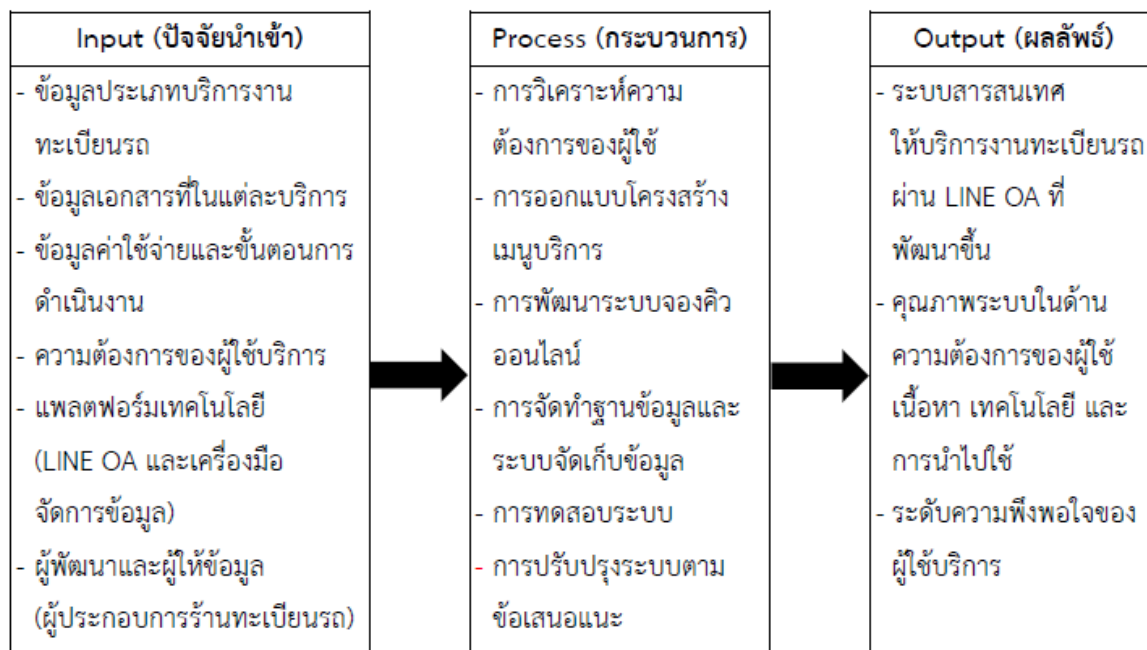 Input (ปัจจัยนำเข้า)
- ข้อมูลประเภทบริการงาน
ทะเบียนรถ
- ข้อมูลเอกสารที่ในแต่ละบริการ
- ข้อมูลค่าใช้จ่ายและขั้นตอนการ
ดำเนินงาน
- ความต้องการของผู้ใช้บริการ
- แพลตฟอร์มเทคโนโลยี
(LINE OA และเครื่องมือ
จัดการข้อมูล)
- ผู้พัฒนาและผู้ให้ข้อมูล
(ผู้ประกอบการร้านทะเบียนรถ)
Process (กระบวนการ)
- การวิเคราะห์ความ
ต้องการของผู้ใช้
- การออกแบบโครงสร้าง
เมนูบริการ
- การพัฒนาระบบจองคิว
ออนไลน์
- การจัดทำฐานข้อมูลและ
ระบบจัดเก็บข้อมูล
- การทดสอบระบบ
- การปรับปรุงระบบตาม
ข้อเสนอแนะ
Output (ผลลัพธ์)
- ระบบสารสนเทศ
ให้บริการงานทะเบียนรถ
ผ่าน LINE OA ที่
พัฒนาขึ้น
- คุณภาพระบบในด้าน
ความต้องการของผู้ใช้
เนื้อหา เทคโนโลยี และ
การนำไปใช้
- ระดับความพึงพอใจของ
ผู้ใช้บริการ